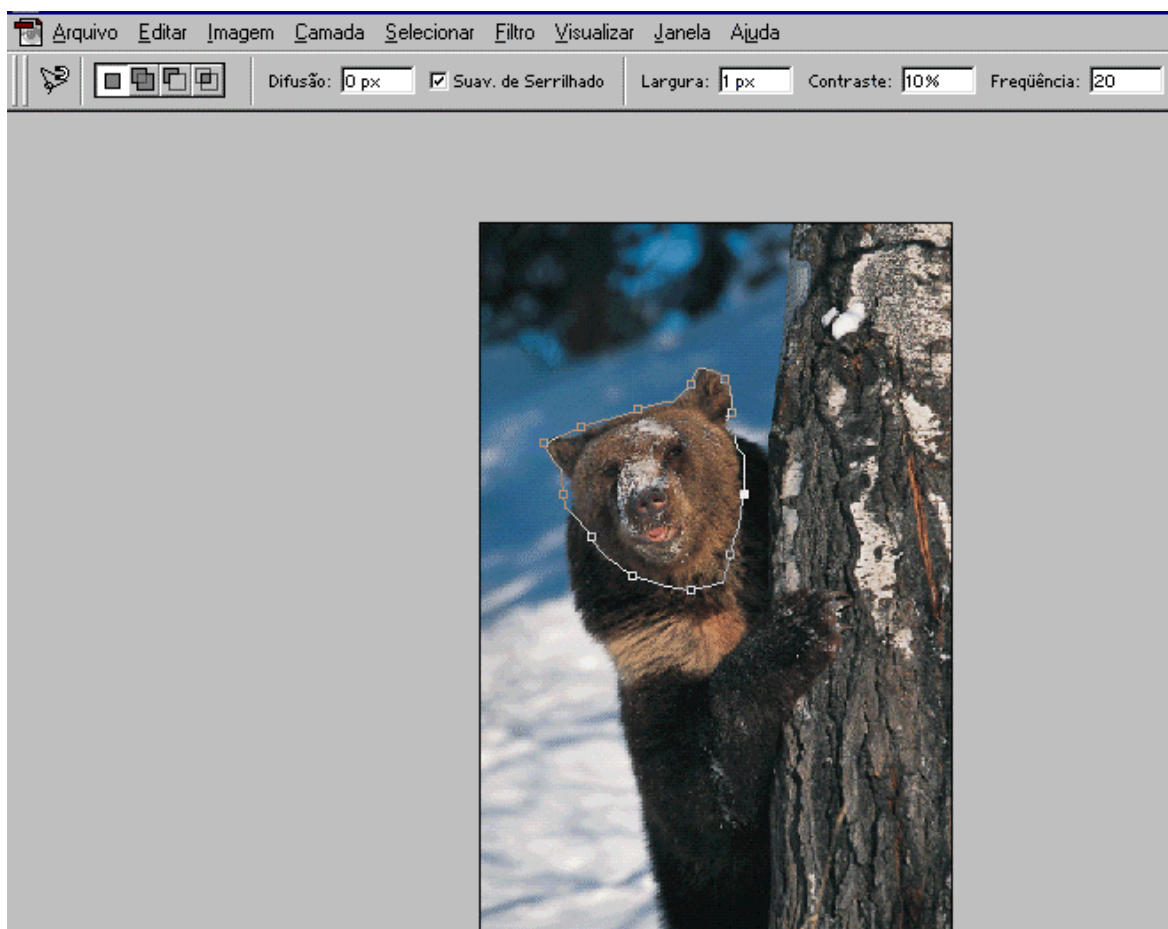 Arquivo Editar Imagem Camada Selecionar Filtro Visualizar Janela Ajuda
Difusão: 0 px Suav. de Serrilhado Largura: 1 px Contraste: 10% Freqüência: 20